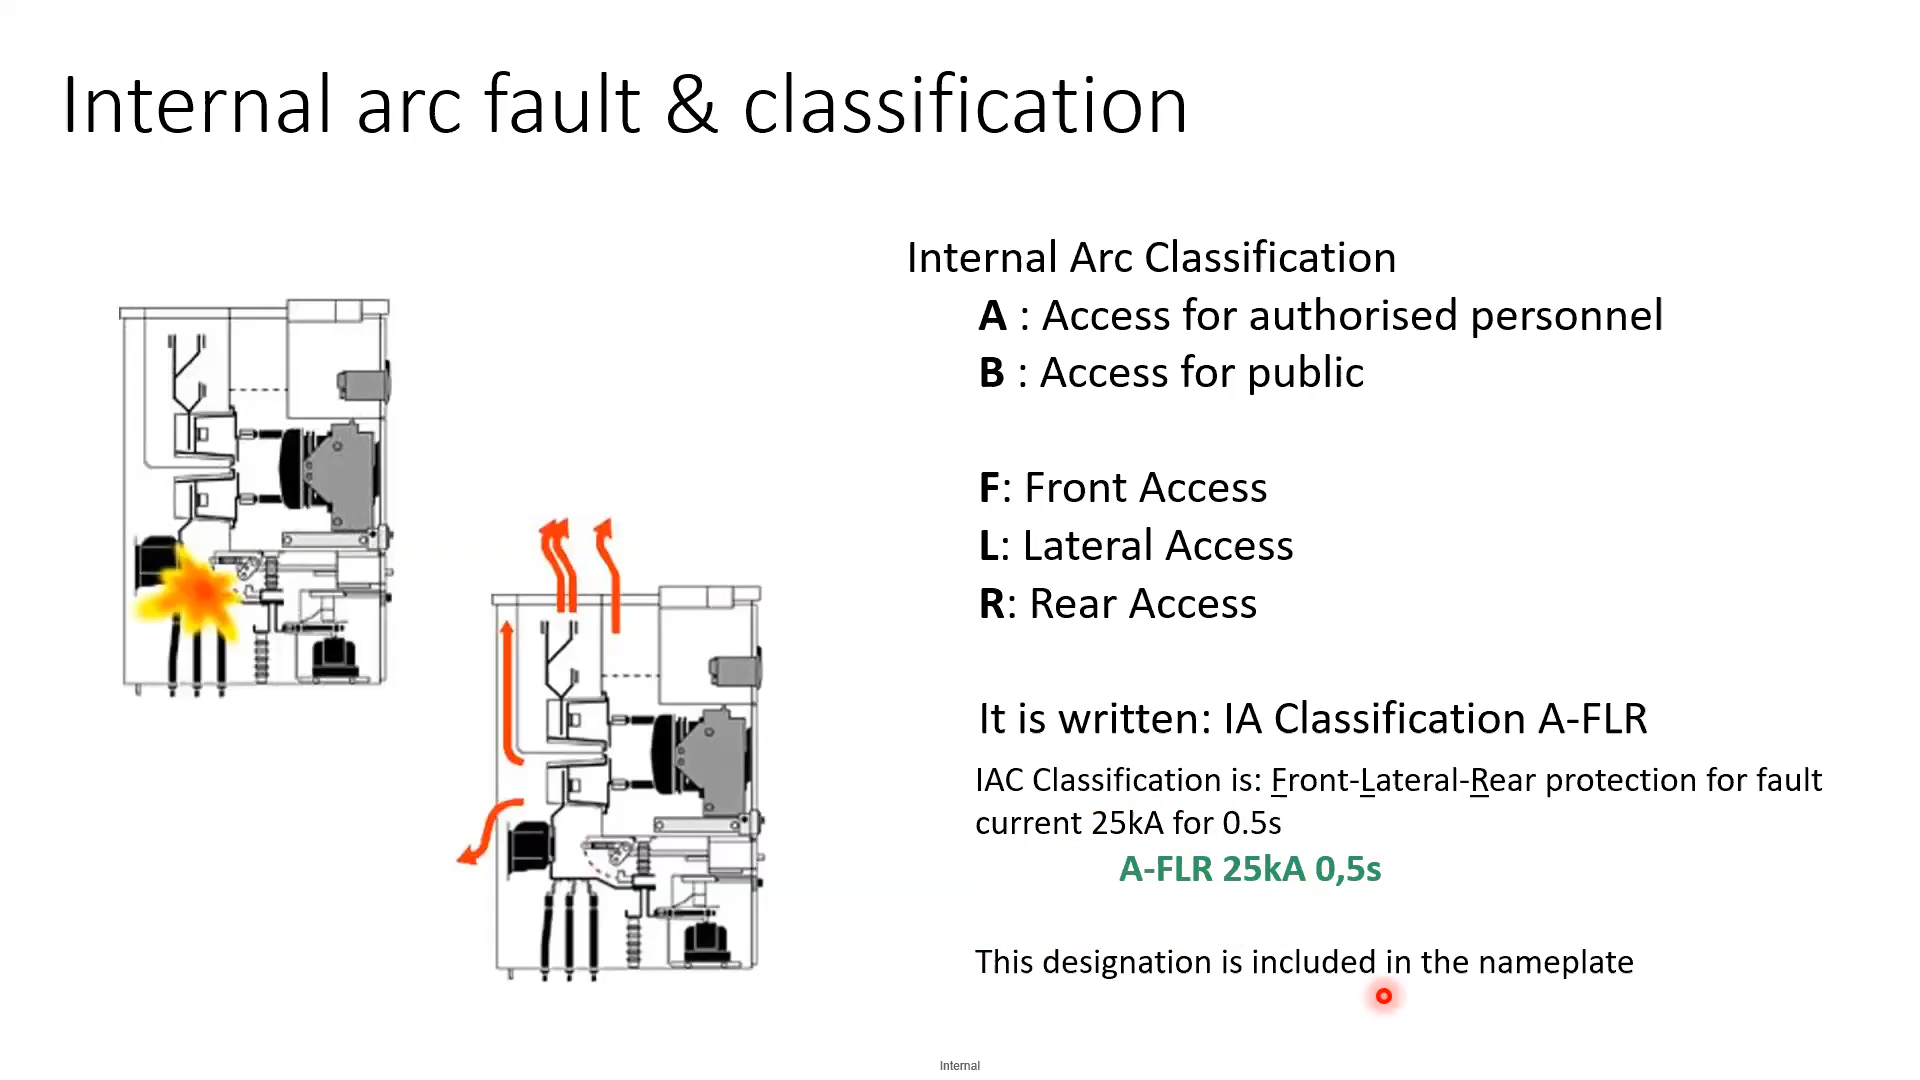 Internal arc fault & classification
Internal Arc Classification
A : Access for authorised personnel
B : Access for public
F: Front Access
L: Lateral Access
R: Rear Access
It is written: IA Classification A-FLR
IAC Classification is: Front-Lateral-Rear protection for fault
current 25kA for 0.5s
A-FLR 25kA 0,5s
This designation is included in the nameplate
Internal